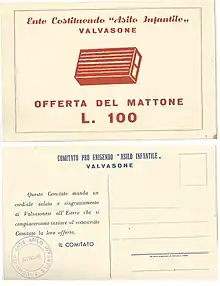 Ente Costituendo "Asilo Infantile„
VALVASONE
OFFERTA DEL MATTONE
L. 100
COMITATO PRO ERIGENDO "ASILO INFANTILE„
VALVASONE
Questo Comitato manda un
cordiale saluto e ringraziamento
ai Valvasonesi all'Estero che si
compiaceranno inviare al costituendo
Comitato la loro offerta.
IL COMITATO